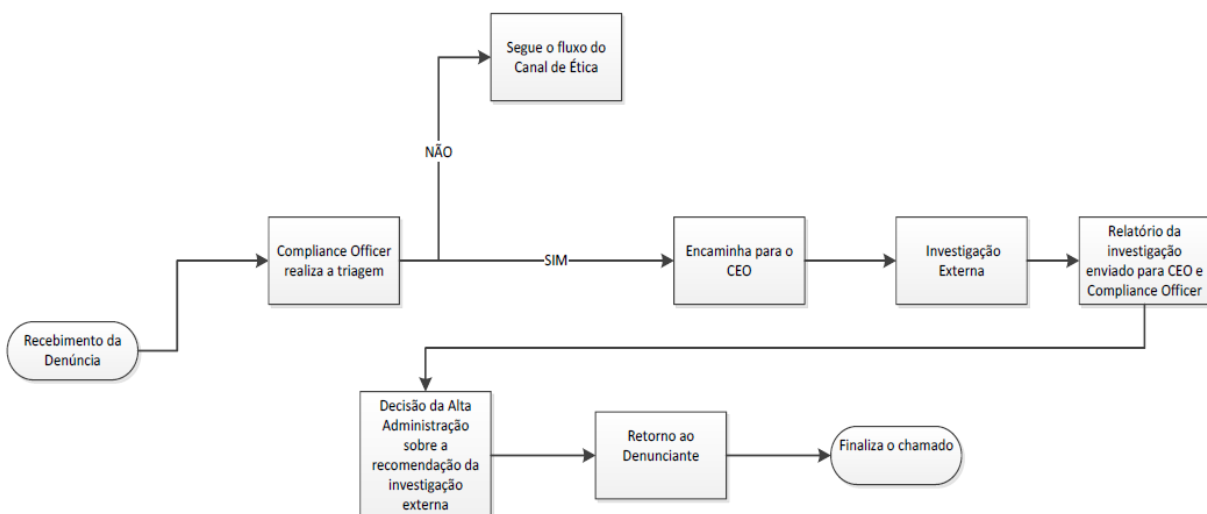 Segue o fluxo do
Canal de Ética
NÃO
Compliance Officer
realiza a triagem
SIM
Encaminha para o
CEO
Investigação
Externa
Relatório da
investigação
enviado para CEO e
Compliance Officer
Recebimento da
Denúncia
Decisão da Alta
Administração
sobre a
recomendação da
investigação
externa
Retorno ao
Denunciante
Finaliza o chamado